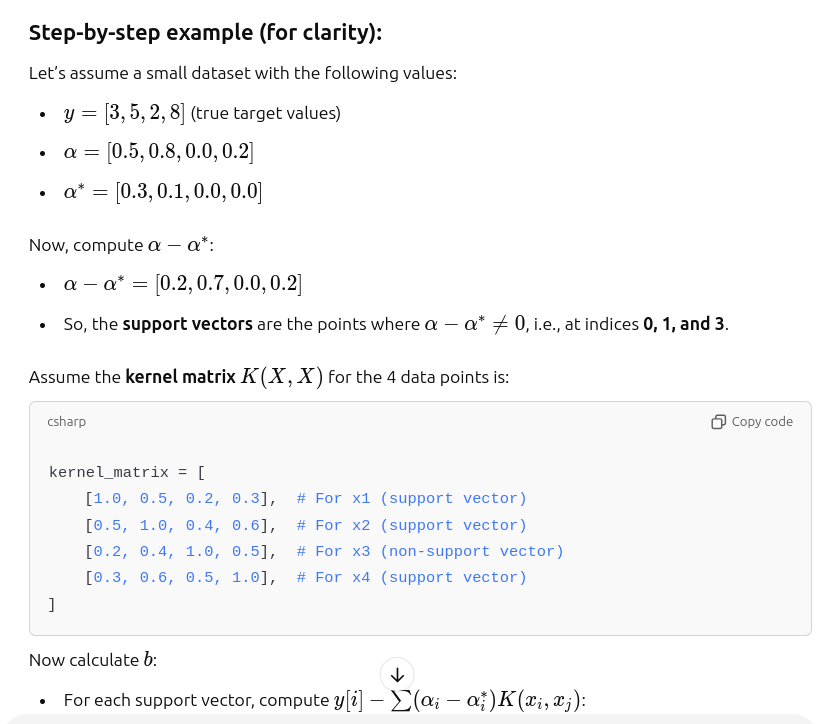 Step-by-step example (for clarity):
Let's assume a small dataset with the following values:
• y = [3, 5, 2, 8] (true target values)
• α = [0.5, 0.8, 0.0, 0.2]
• α* = [0.3, 0.1, 0.0, 0.0]
Now, compute α − α*:
• α − α* = [0.2, 0.7, 0.0, 0.2]
• So, the support vectors are the points where α − α* ≠ 0, i.e., at indices 0, 1, and 3.
Assume the kernel matrix K(X, X) for the 4 data points is:
csharp Copy code
kernel_matrix = [
    [1.0, 0.5, 0.2, 0.3],  # For x1 (support vector)
    [0.5, 1.0, 0.4, 0.6],  # For x2 (support vector)
    [0.2, 0.4, 1.0, 0.5],  # For x3 (non-support vector)
    [0.3, 0.6, 0.5, 1.0],  # For x4 (support vector)
]
Now calculate b:
• For each support vector, compute y[i] − ∑(αᵢ − αᵢ*)K(xᵢ, xⱼ):